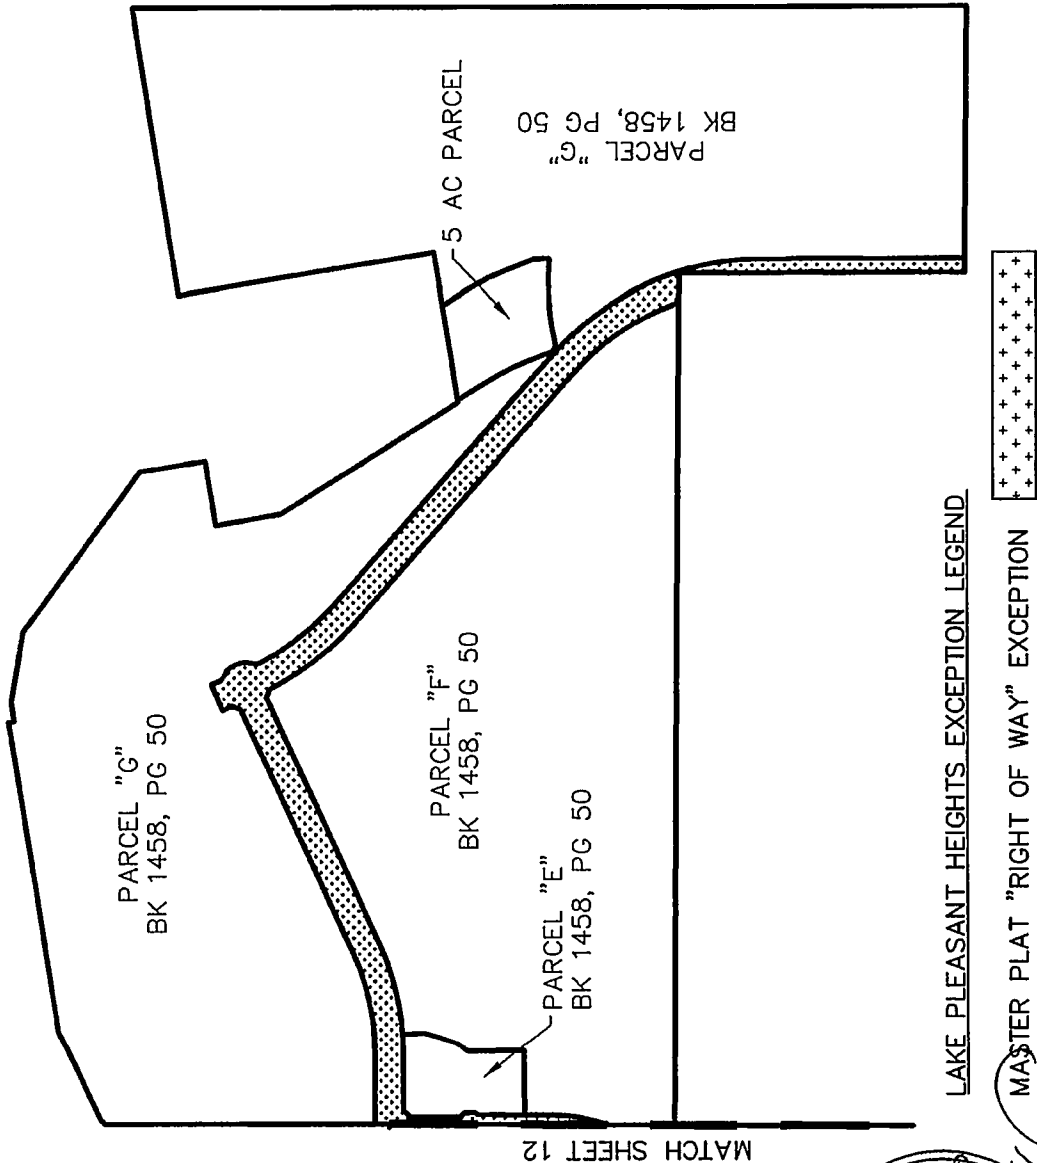 PARCEL "G"
BK 1458, PG 50
PARCEL "F"
BK 1458, PG 50
PARCEL "E"
BK 1458, PG 50
5 AC PARCEL
PARCEL "G"
BK 1458, PG 50
MATCH SHEET 12
LAKE PLEASANT HEIGHTS EXCEPTION LEGEND
MASTER PLAT "RIGHT OF WAY" EXCEPTION